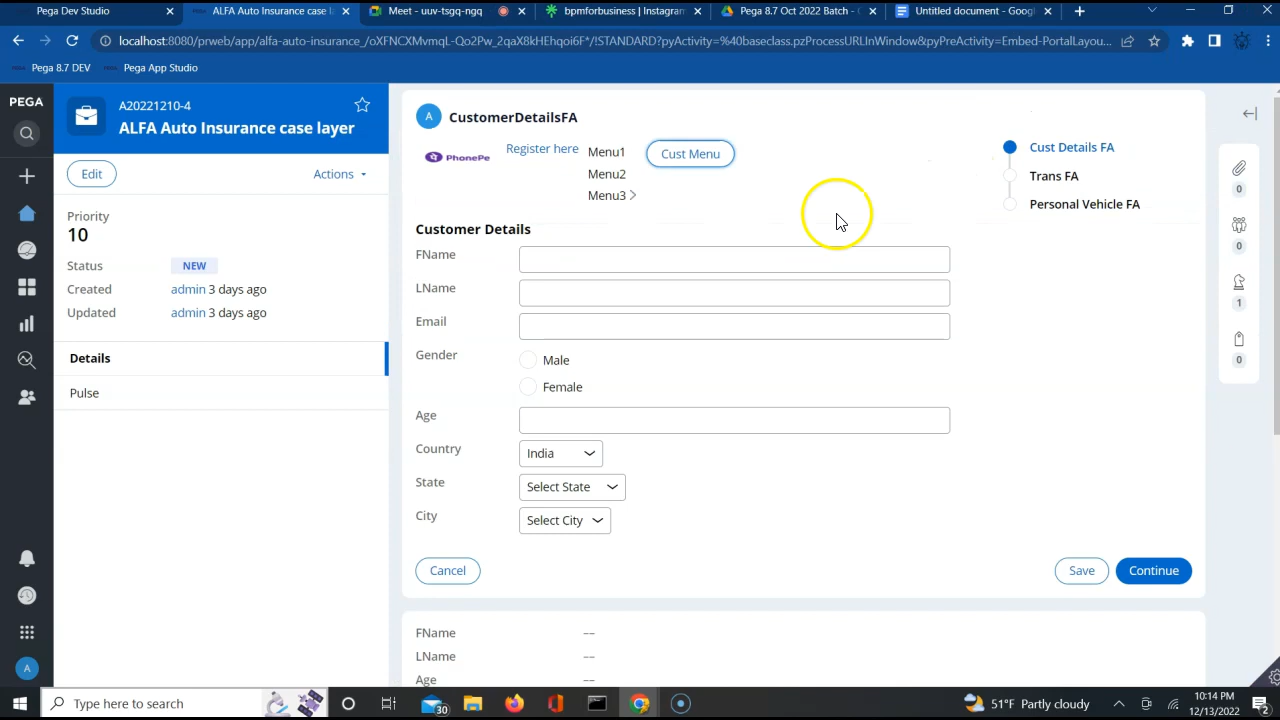 Pega Dev Studio
ALFA Auto Insurance case l
Meet - uuv-tsgq-ngq
bpmforbusiness | Instagram
Pega 8.7 Oct 2022 Batch - 
Untitled document - Googl
localhost:8080/prweb/app/alfa-auto-insurance_/oXFNCXMvmqL-Qo2Pw_2qaX8kHEhqoi6F*/!STANDARD?pyActivity=%40baseclass.pzProcessURLInWindow&pyPreActivity=Embed-PortalLayou...
Pega 8.7 DEV
Pega App Studio
PEGA
A20221210-4
ALFA Auto Insurance case layer
Edit
Actions
Priority
10
Status NEW
Created admin 3 days ago
Updated admin 3 days ago
Details
Pulse
A
A CustomerDetailsFA
PhonePe
Register here
Menu1
Menu2
Menu3
Cust Menu
Cust Details FA
Trans FA
Personal Vehicle FA
Customer Details
FName
LName
Email
Gender
Male
Female
Age
Country India
State Select State
City Select City
Cancel
Save
Continue
FName --
LName --
Age --
0
0
1
0
Type here to search
30
51°F Partly cloudy
10:14 PM
12/13/2022
2